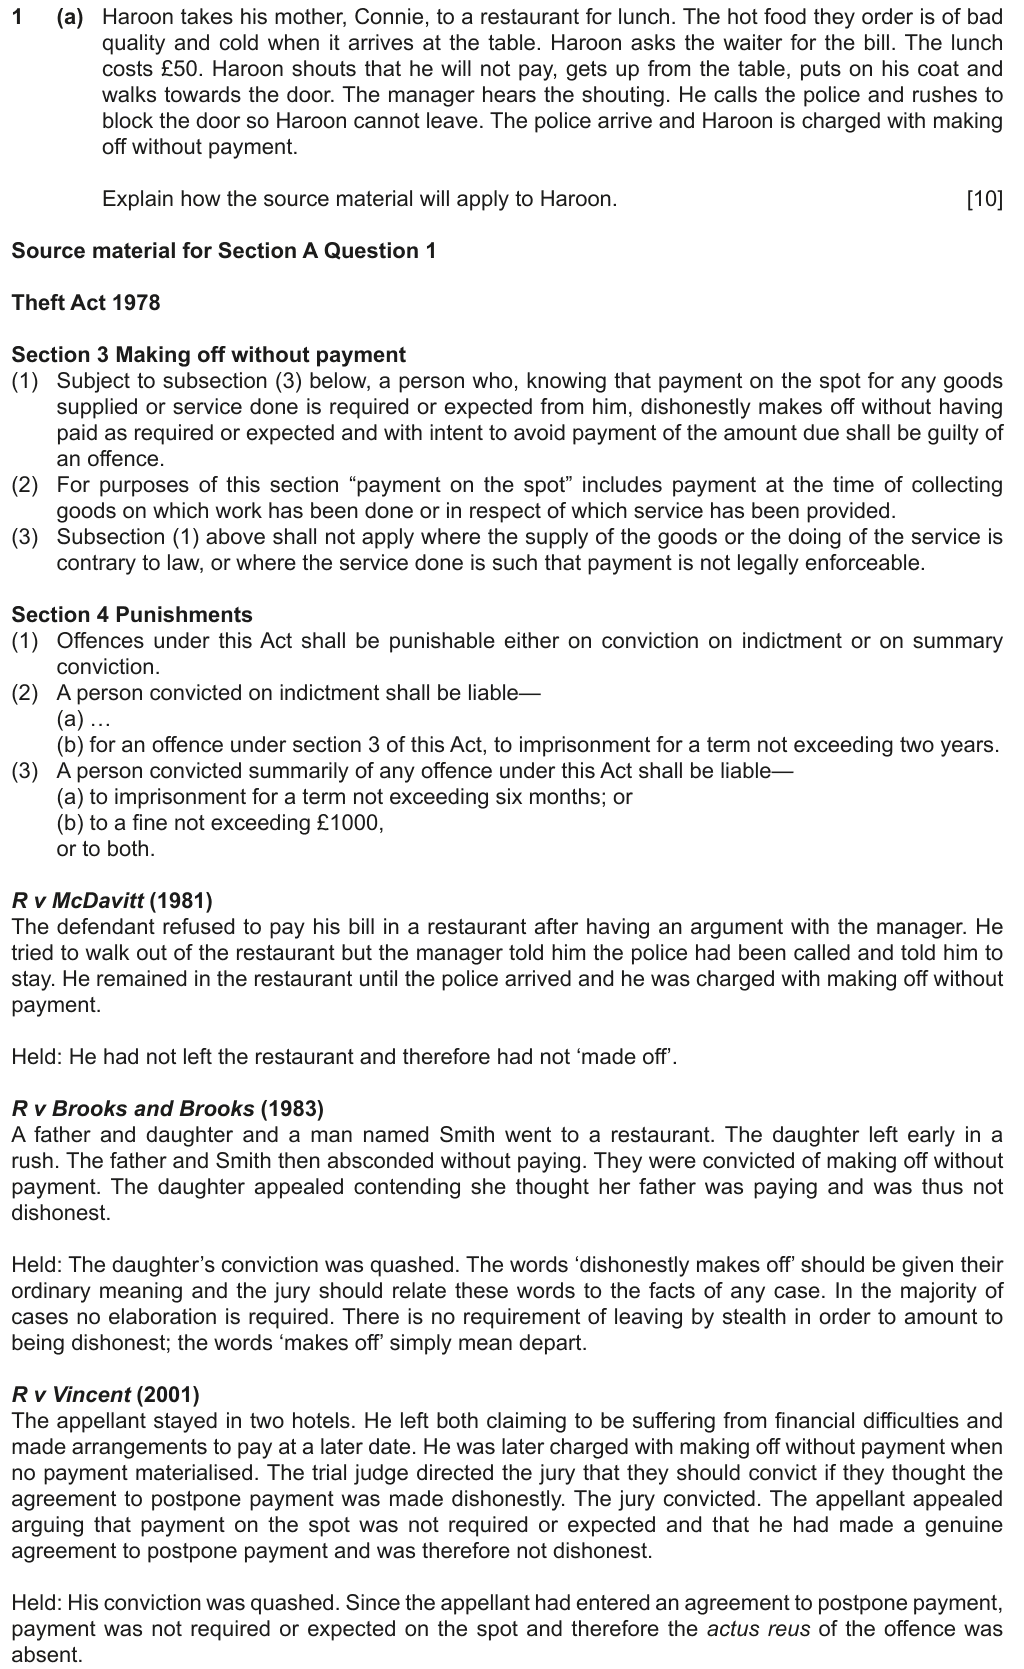 1 (a) Haroon takes his mother, Connie, to a restaurant for lunch. The hot food they order is of bad
quality and cold when it arrives at the table. Haroon asks the waiter for the bill. The lunch
costs £50. Haroon shouts that he will not pay, gets up from the table, puts on his coat and
walks towards the door. The manager hears the shouting. He calls the police and rushes to
block the door so Haroon cannot leave. The police arrive and Haroon is charged with making
off without payment.
Explain how the source material will apply to Haroon. [10]
Source material for Section A Question 1
Theft Act 1978
Section 3 Making off without payment
(1) Subject to subsection (3) below, a person who, knowing that payment on the spot for any goods
supplied or service done is required or expected from him, dishonestly makes off without having
paid as required or expected and with intent to avoid payment of the amount due shall be guilty of
an offence.
(2) For purposes of this section “payment on the spot” includes payment at the time of collecting
goods on which work has been done or in respect of which service has been provided.
(3) Subsection (1) above shall not apply where the supply of the goods or the doing of the service is
contrary to law, or where the service done is such that payment is not legally enforceable.
Section 4 Punishments
(1) Offences under this Act shall be punishable either on conviction on indictment or on summary
conviction.
(2) A person convicted on indictment shall be liable—
(a) …
(b) for an offence under section 3 of this Act, to imprisonment for a term not exceeding two years.
(3) A person convicted summarily of any offence under this Act shall be liable—
(a) to imprisonment for a term not exceeding six months; or
(b) to a fine not exceeding £1000,
or to both.
R v McDavitt (1981)
The defendant refused to pay his bill in a restaurant after having an argument with the manager. He
tried to walk out of the restaurant but the manager told him the police had been called and told him to
stay. He remained in the restaurant until the police arrived and he was charged with making off without
payment.
Held: He had not left the restaurant and therefore had not ‘made off’.
R v Brooks and Brooks (1983)
A father and daughter and a man named Smith went to a restaurant. The daughter left early in a
rush. The father and Smith then absconded without paying. They were convicted of making off without
payment. The daughter appealed contending she thought her father was paying and was thus not
dishonest.
Held: The daughter’s conviction was quashed. The words ‘dishonestly makes off’ should be given their
ordinary meaning and the jury should relate these words to the facts of any case. In the majority of
cases no elaboration is required. There is no requirement of leaving by stealth in order to amount to
being dishonest; the words ‘makes off’ simply mean depart.
R v Vincent (2001)
The appellant stayed in two hotels. He left both claiming to be suffering from financial difficulties and
made arrangements to pay at a later date. He was later charged with making off without payment when
no payment materialised. The trial judge directed the jury that they should convict if they thought the
agreement to postpone payment was made dishonestly. The jury convicted. The appellant appealed
arguing that payment on the spot was not required or expected and that he had made a genuine
agreement to postpone payment and was therefore not dishonest.
Held: His conviction was quashed. Since the appellant had entered an agreement to postpone payment,
payment was not required or expected on the spot and therefore the actus reus of the offence was
absent.